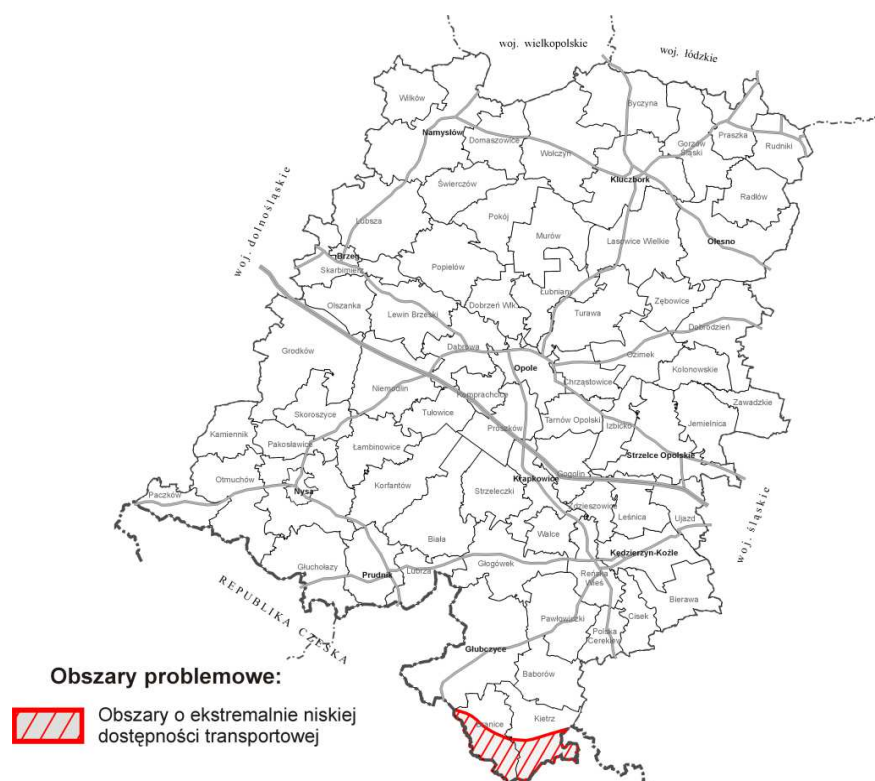 woj. wielkopolskie
woj. łódzkie
Wilków
Byczyna
Namysłów
Domaszowice
Wołczyn
Gorzów
Śląski
Praszka
Rudniki
Kluczbork
Świerczów
Radłów
woj. dolnośląskie
Lubsza
Pokój
Murów
Lasowice Wielkie
Olesno
Brzeg
Skarbimierz
Popielów
Olszanka
Lewin Brzeski
Dobrzeń Wlk.
Łubniany
Turawa
Zębowice
Dobrodzień
Grodków
Dąbrowa
Opole
Ozimek
Kolonowskie
Niemodlin
Komprachcice
Chrząstowice
Zawadzkie
Skoroszyce
Tułowice
Prószków
Tarnów Opolski
Izbicko
Jemielnica
Kamiennik
Pakosławice
Łambinowice
Strzelce Opolskie
Otmuchów
Nysa
Korfantów
Strzeleczki
Krapkowice
Gogolin
Paczków
Zdzieszowice
Leśnica
Ujazd
woj. śląskie
Biała
Walce
Kędzierzyn-Koźle
Głuchołazy
Prudnik
Lubrza
Głogówek
Reńska
Wieś
Bierawa
REPUBLIKA CZESKA
Pawłowiczki
Polska
Cerekiew
Cisek
Głubczyce
Baborów
Branice
Kietrz
Obszary problemowe:
Obszary o ekstremalnie niskiej
dostępności transportowej